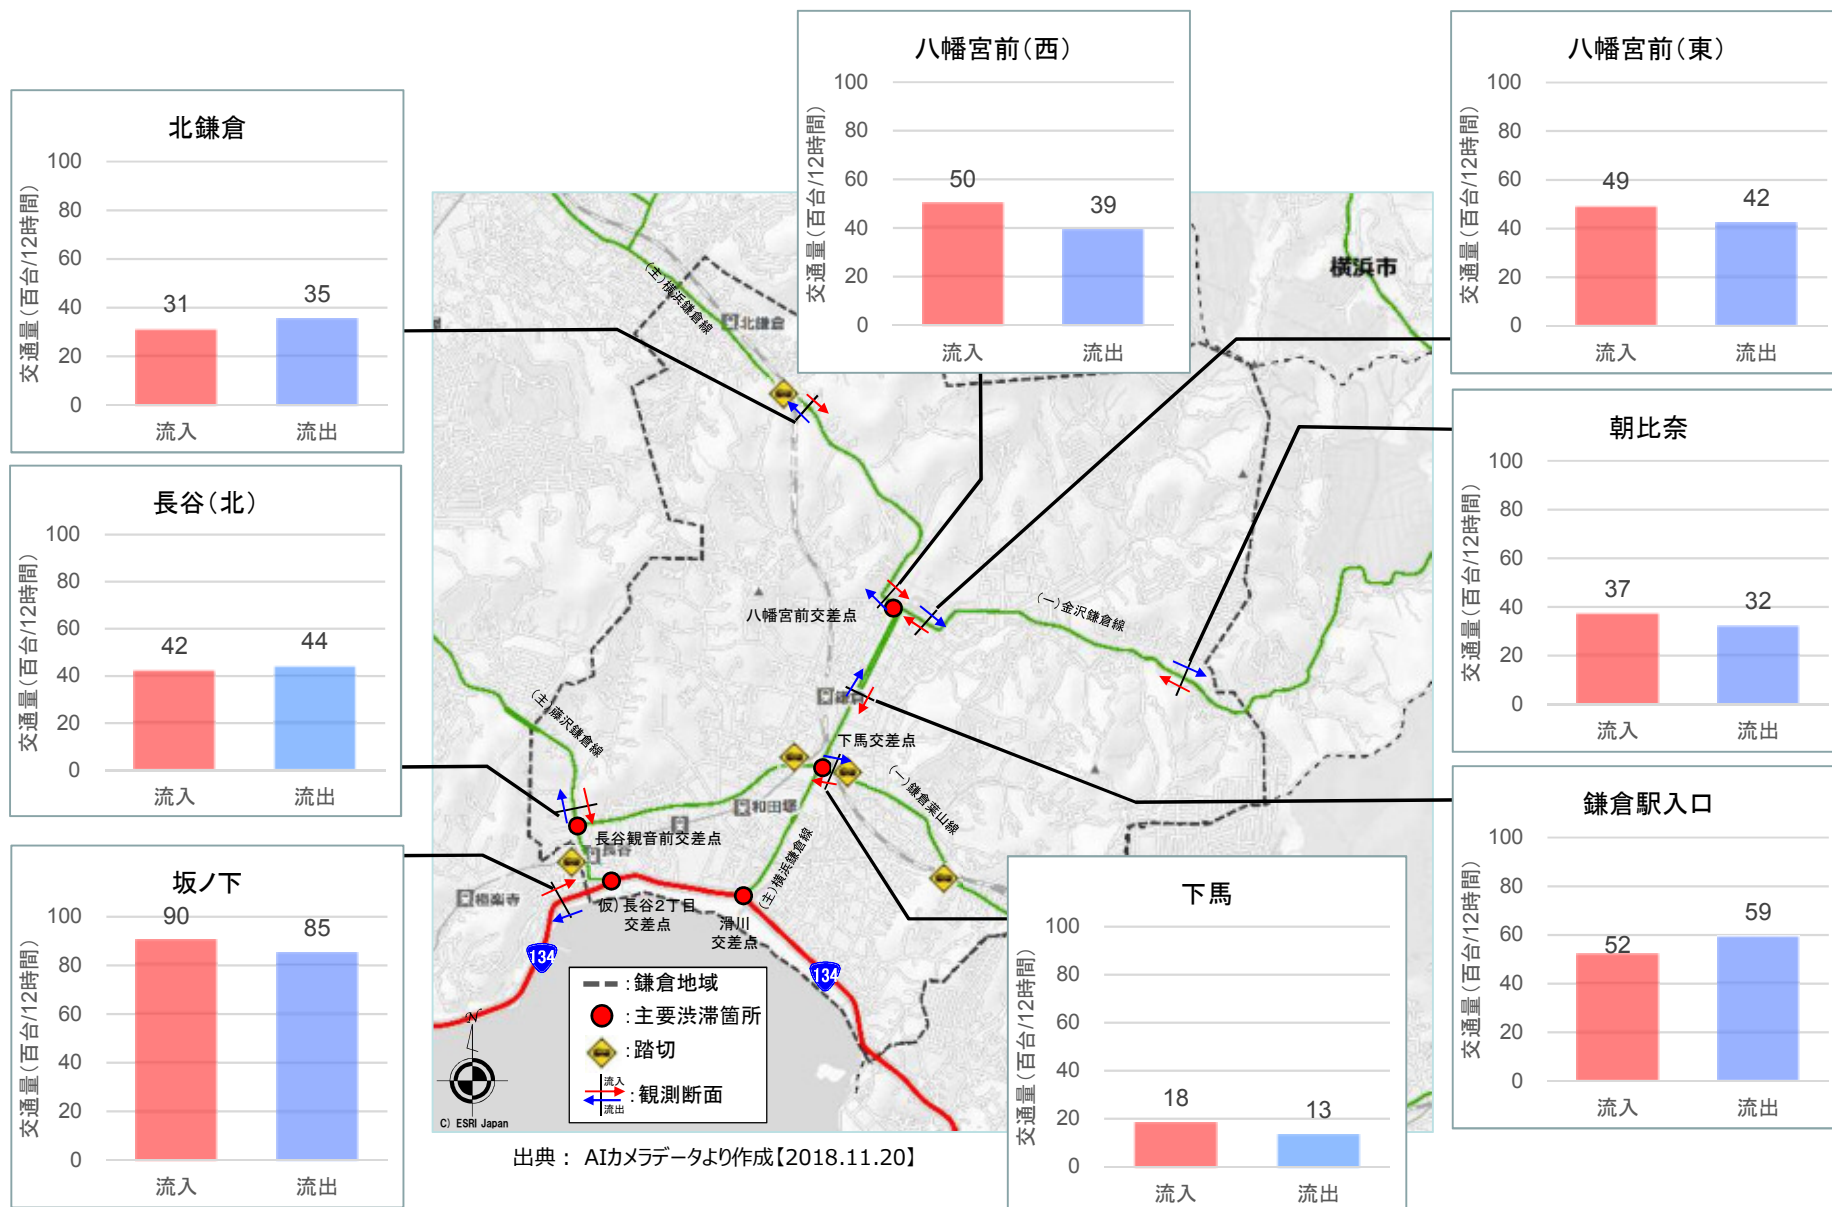 北鎌倉
交通量(百台/12時間)
100
80
60
40
20
0
31
35
流入
流出
長谷(北)
交通量(百台/12時間)
100
80
60
40
20
0
42
44
流入
流出
坂ノ下
交通量(百台/12時間)
100
80
60
40
20
0
90
85
流入
流出
八幡宮前(西)
交通量(百台/12時間)
100
80
60
40
20
0
50
39
流入
流出
八幡宮前(東)
交通量(百台/12時間)
100
80
60
40
20
0
49
42
流入
流出
朝比奈
交通量(百台/12時間)
100
80
60
40
20
0
37
32
流入
流出
鎌倉駅入口
交通量(百台/12時間)
100
80
60
40
20
0
52
59
流入
流出
下馬
交通量(百台/12時間)
100
80
60
40
20
0
18
13
流入
流出
横浜市
(主)横浜鎌倉線
北鎌倉
八幡宮前交差点
(一)金沢鎌倉線
鎌倉
下馬交差点
(主)藤沢鎌倉線
和田塚
(一)鎌倉葉山線
長谷観音前交差点
長谷
(主)横浜鎌倉線
極楽寺
仮)長谷2丁目
交差点
滑川
交差点
134
134
:鎌倉地域
:主要渋滞箇所
:踏切
流入
:観測断面
流出
N
C) ESRI Japan
出典: AIカメラデータより作成【2018.11.20】